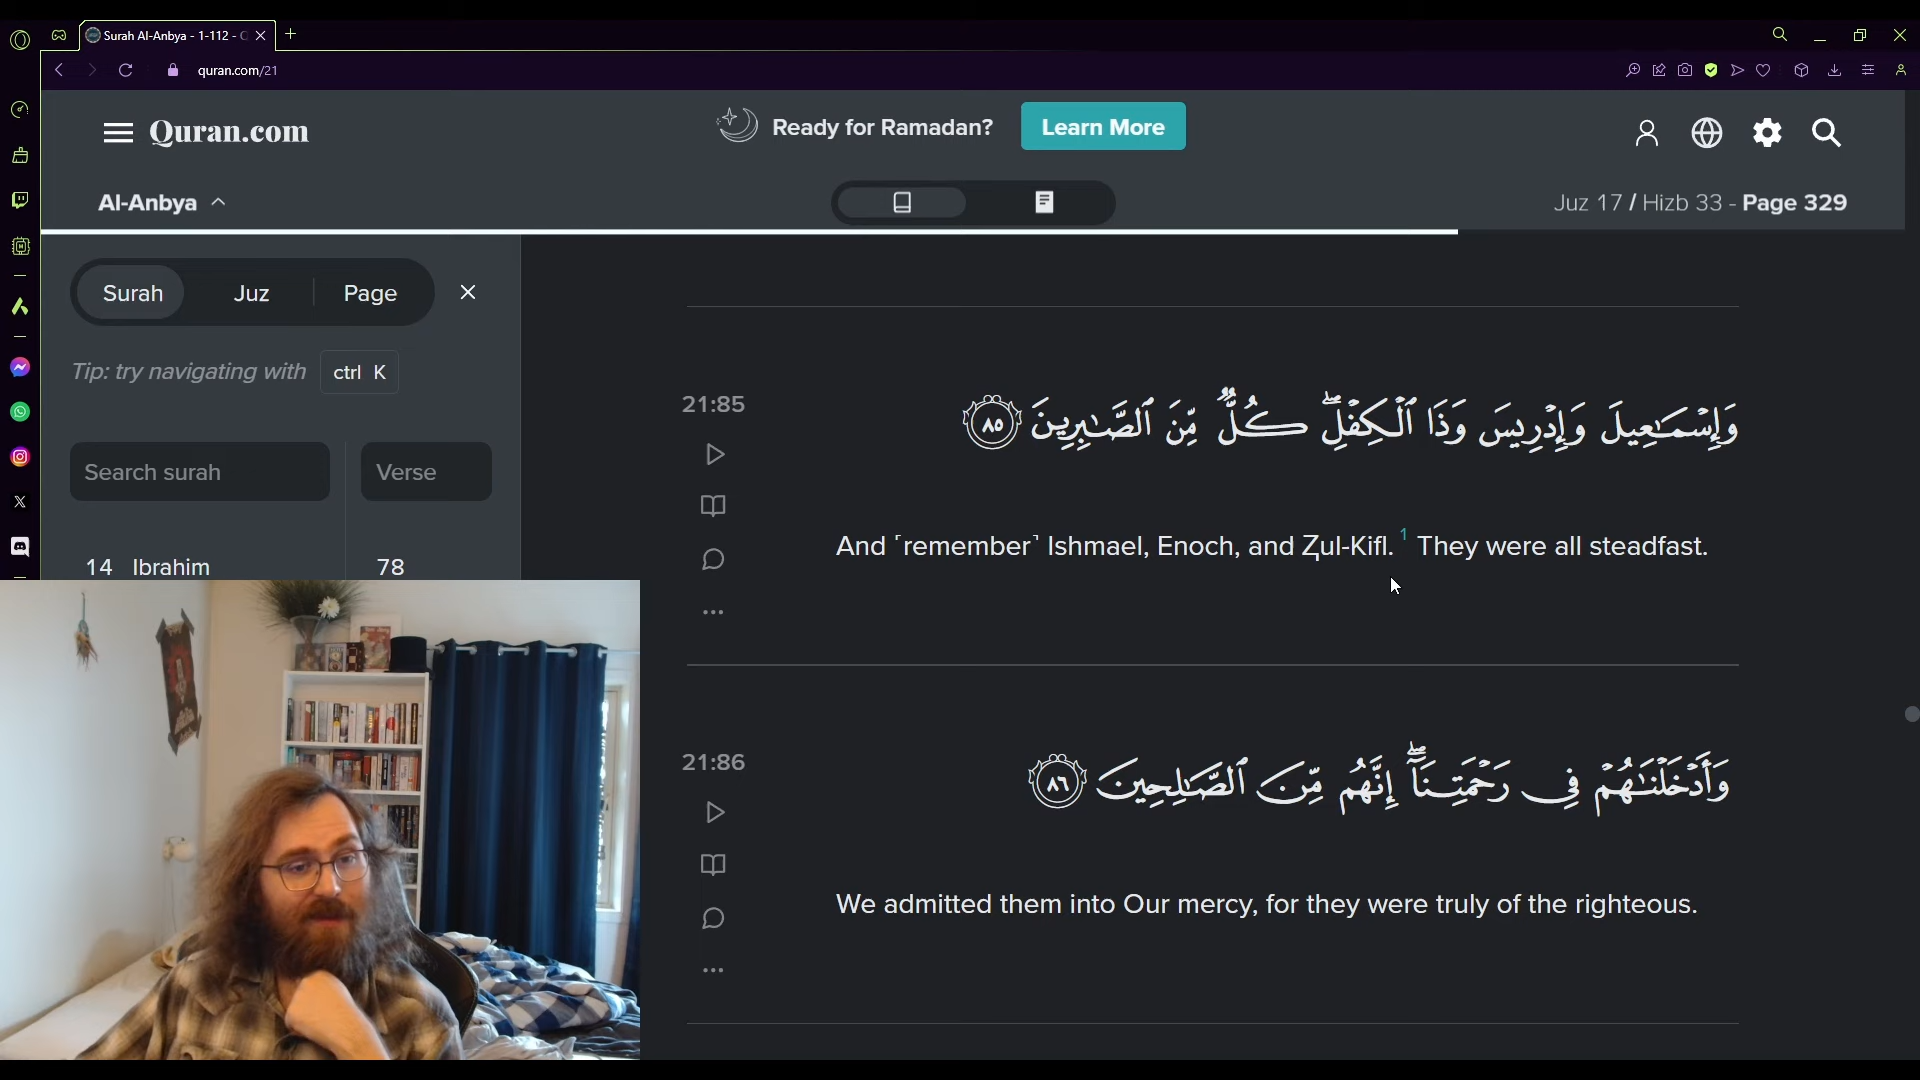 Surah Al-Anbya - 1-112 -
quran.com/21
Quran.com
Ready for Ramadan?
Learn More
Al-Anbya
Juz 17 / Hizb 33 - Page 329
Surah
Juz
Page
Tip: try navigating with
ctrl K
Search surah
Verse
14 Ibrahim
78
21:85
وَإِسْمَـٰعِيلَ وَإِدْرِيسَ وَذَا ٱلْكِفْلِ ۖ كُلٌّۭ مِّنَ ٱلصَّـٰبِرِينَ ٨٥
And ˹remember˺ Ishmael, Enoch, and Ⱬul-Kifl. 1 They were all steadfast.
21:86
وَأَدْخَلْنَـٰهُمْ فِى رَحْمَتِنَآ ۖ إِنَّهُم مِّنَ ٱلصَّـٰلِحِينَ ٨٦
We admitted them into Our mercy, for they were truly of the righteous.